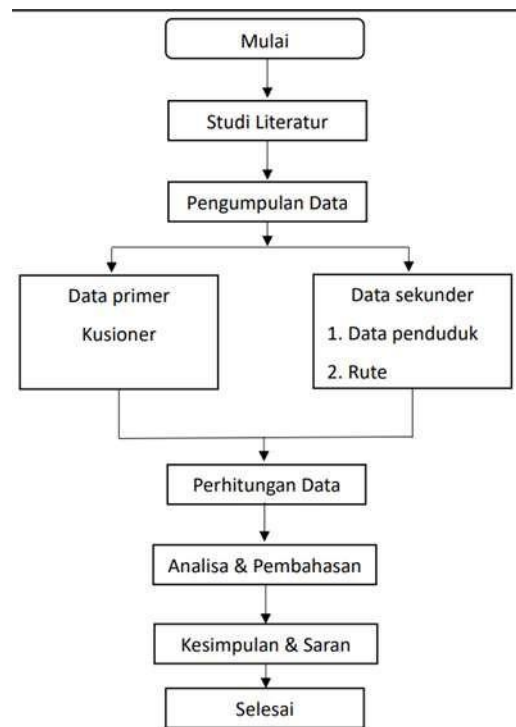 Mulai
Studi Literatur
Pengumpulan Data
Data primer
Kusioner
Data sekunder
1. Data penduduk
2. Rute
Perhitungan Data
Analisa & Pembahasan
Kesimpulan & Saran
Selesai